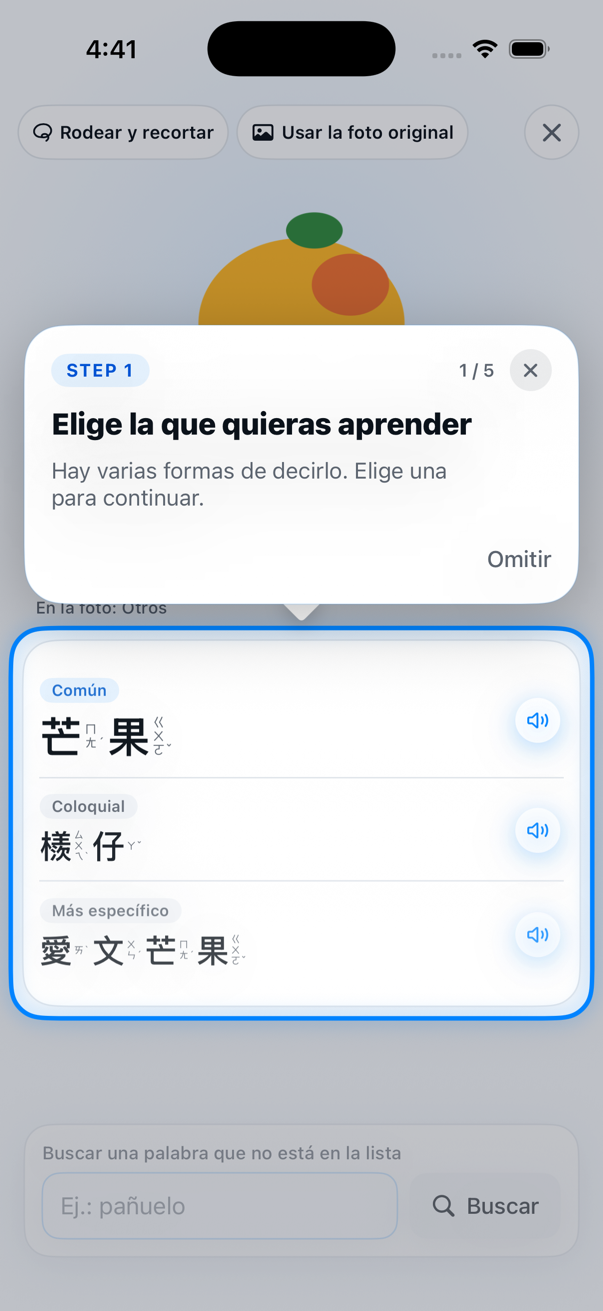 4:41
Rodear y recortar
Usar la foto original
STEP 1
1 / 5
Elige la que quieras aprender
Hay varias formas de decirlo. Elige una
para continuar.
Omitir
En la foto: Otros
Común
芒ㄇㄤˊ果ㄍㄨㄛˇ
Coloquial
檨ㄙㄨㄞ仔ㄚˇ
Más específico
愛ㄞˋ文ㄨㄣˊ芒ㄇㄤˊ果ㄍㄨㄛˇ
Buscar una palabra que no está en la lista
Ej.: pañuelo
Buscar